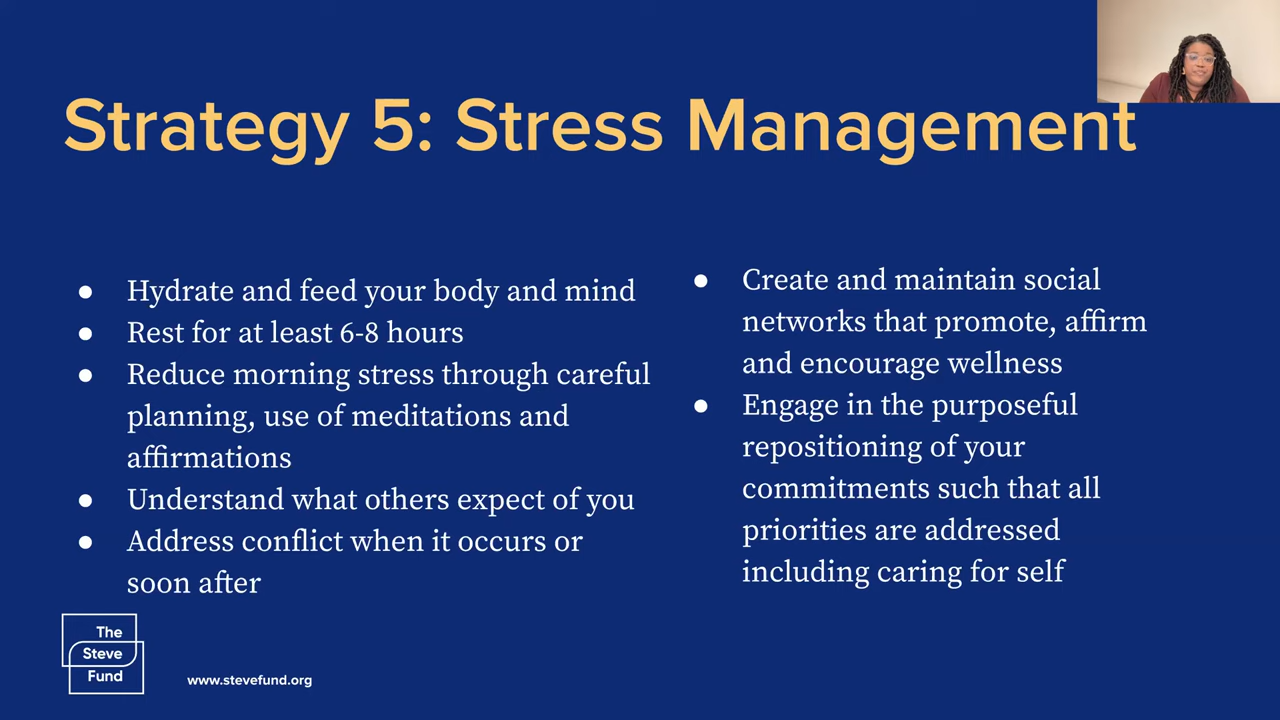 Strategy 5: Stress Management
● Hydrate and feed your body and mind
● Rest for at least 6-8 hours
● Reduce morning stress through careful
planning, use of meditations and
affirmations
● Understand what others expect of you
● Address conflict when it occurs or
soon after
● Create and maintain social
networks that promote, affirm
and encourage wellness
● Engage in the purposeful
repositioning of your
commitments such that all
priorities are addressed
including caring for self
The
Steve
Fund
www.stevefund.org